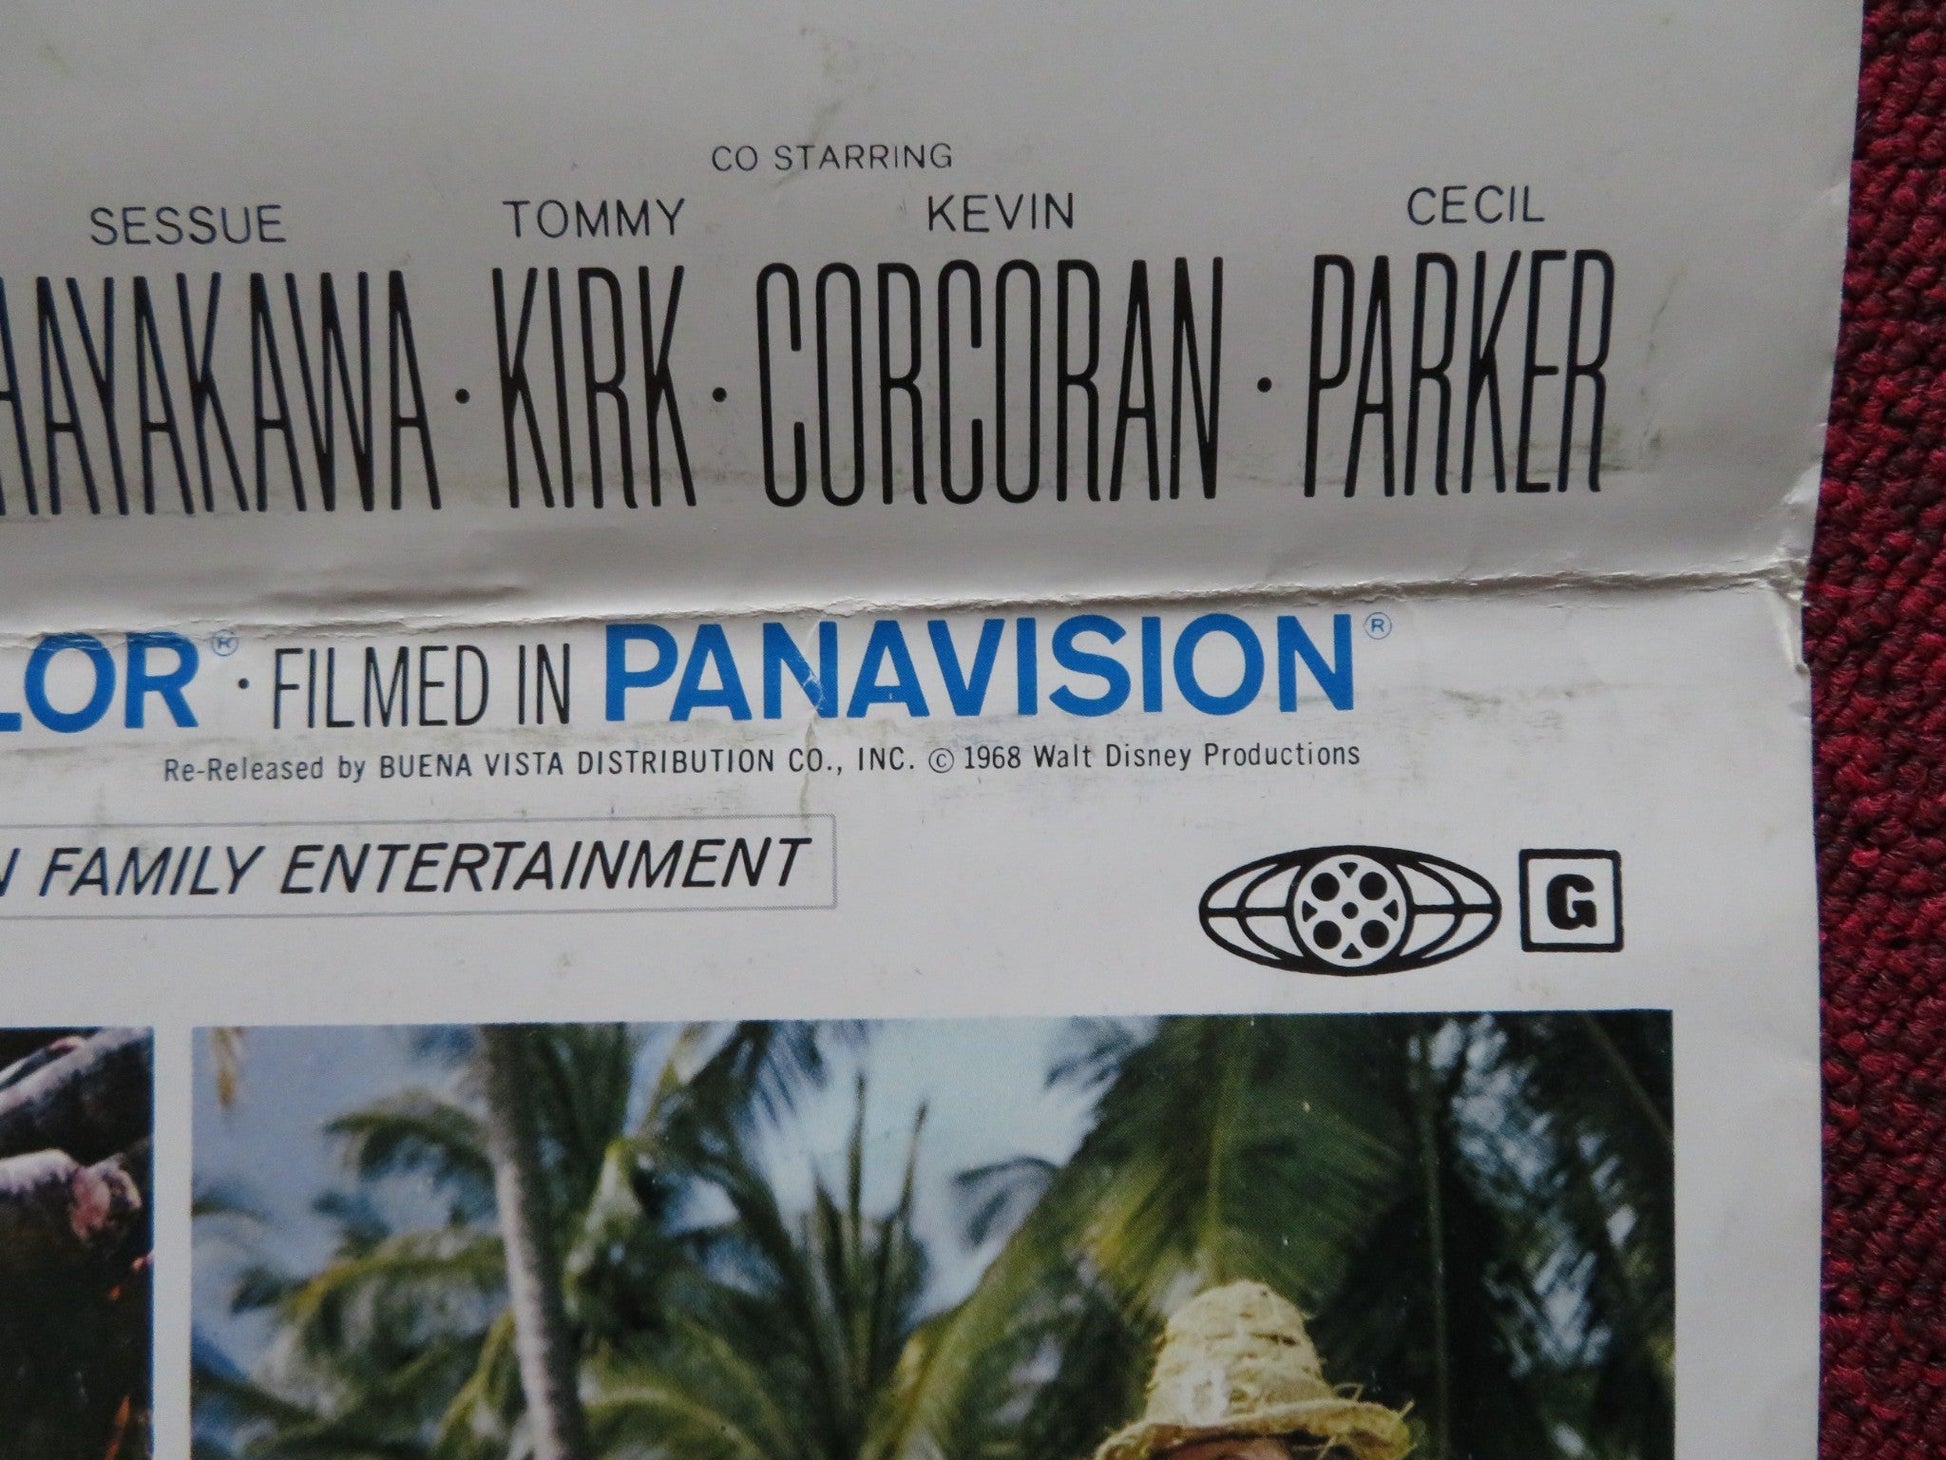 CO STARRING
SESSUE TOMMY KEVIN CECIL
HAYAKAWA · KIRK · CORCORAN · PARKER
LOR® · FILMED IN PANAVISION®
Re-Released by BUENA VISTA DISTRIBUTION CO., INC. © 1968 Walt Disney Productions
N FAMILY ENTERTAINMENT
G